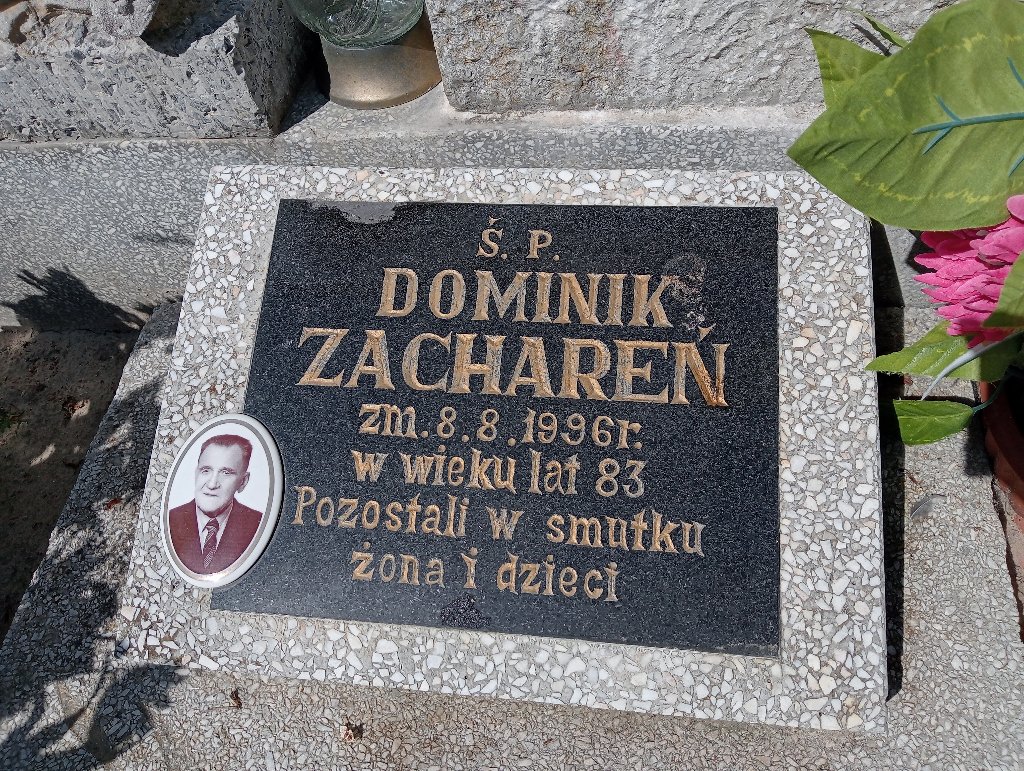 Ś. P.
DOMINIK
ZACHAREŃ
zm. 8. 8. 1996r.
w wieku lat 83
Pozostali w smutku
żona i dzieci